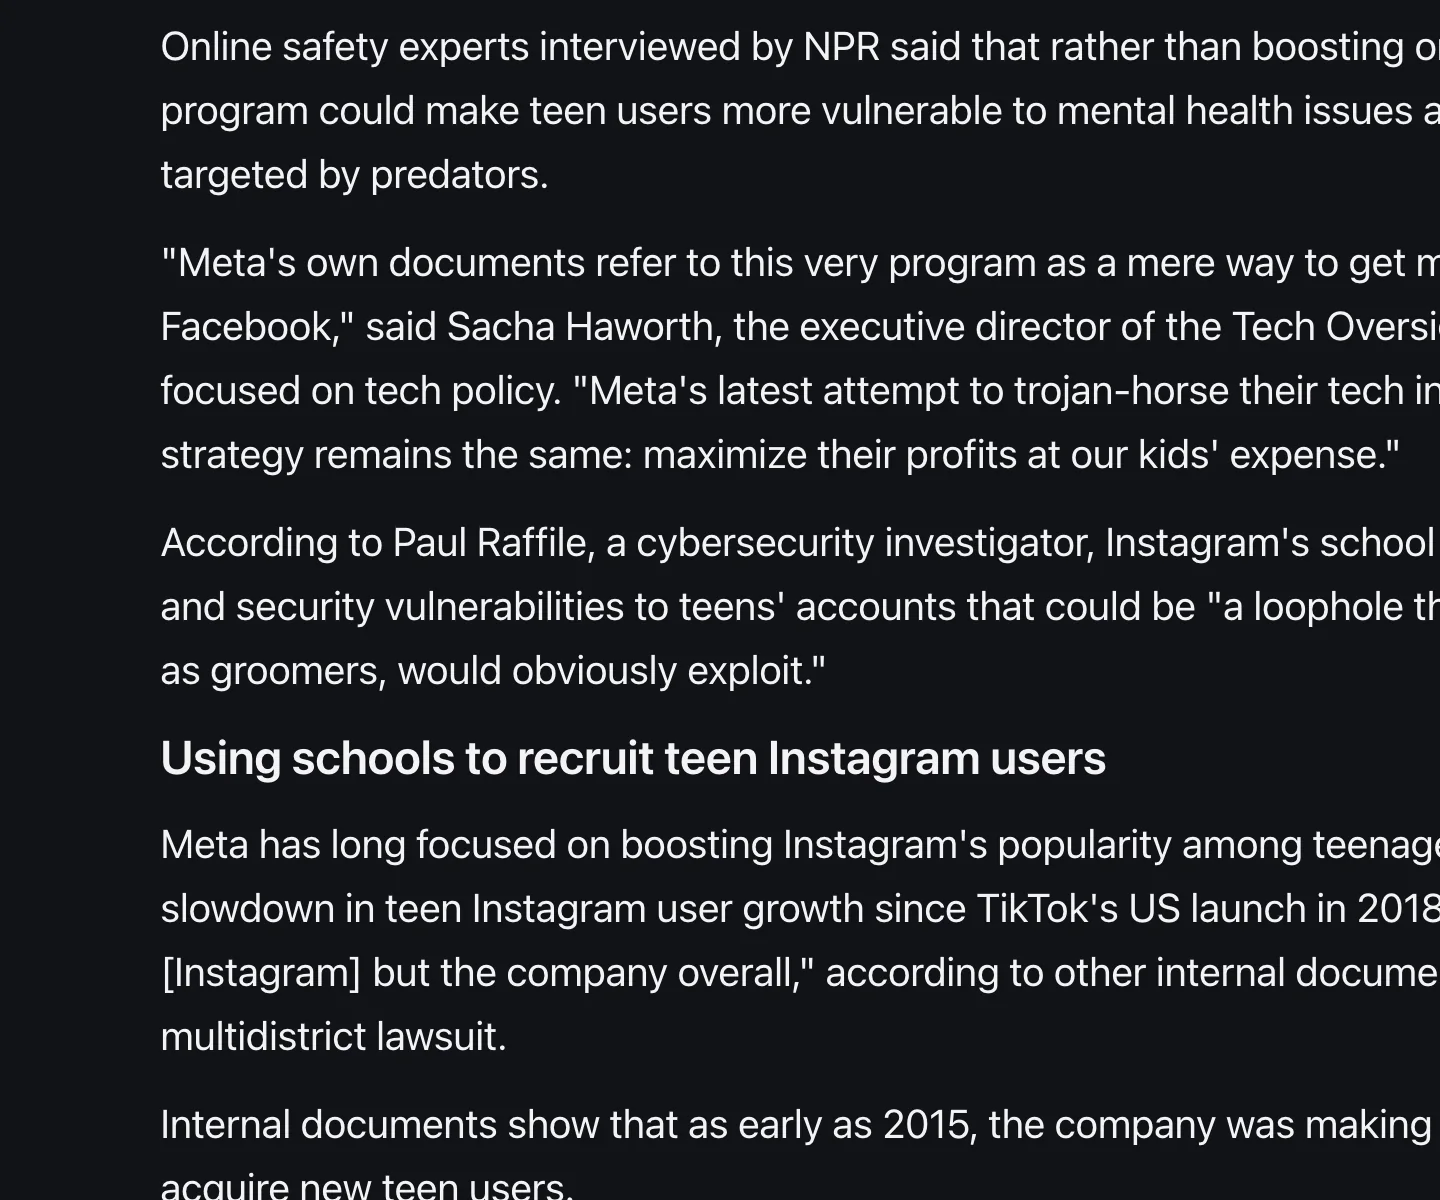 Online safety experts interviewed by NPR said that rather than boosting
program could make teen users more vulnerable to mental health issues
targeted by predators.
"Meta's own documents refer to this very program as a mere way to get
Facebook," said Sacha Haworth, the executive director of the Tech
focused on tech policy. "Meta's latest attempt to trojan-horse their tech
strategy remains the same: maximize their profits at our kids' expense."
According to Paul Raffile, a cybersecurity investigator, Instagram's school
and security vulnerabilities to teens' accounts that could be "a loophole
as groomers, would obviously exploit."
Using schools to recruit teen Instagram users
Meta has long focused on boosting Instagram's popularity among
slowdown in teen Instagram user growth since TikTok's US launch in 2018
[Instagram] but the company overall," according to other internal
multidistrict lawsuit.
Internal documents show that as early as 2015, the company was making
acquire new teen users.